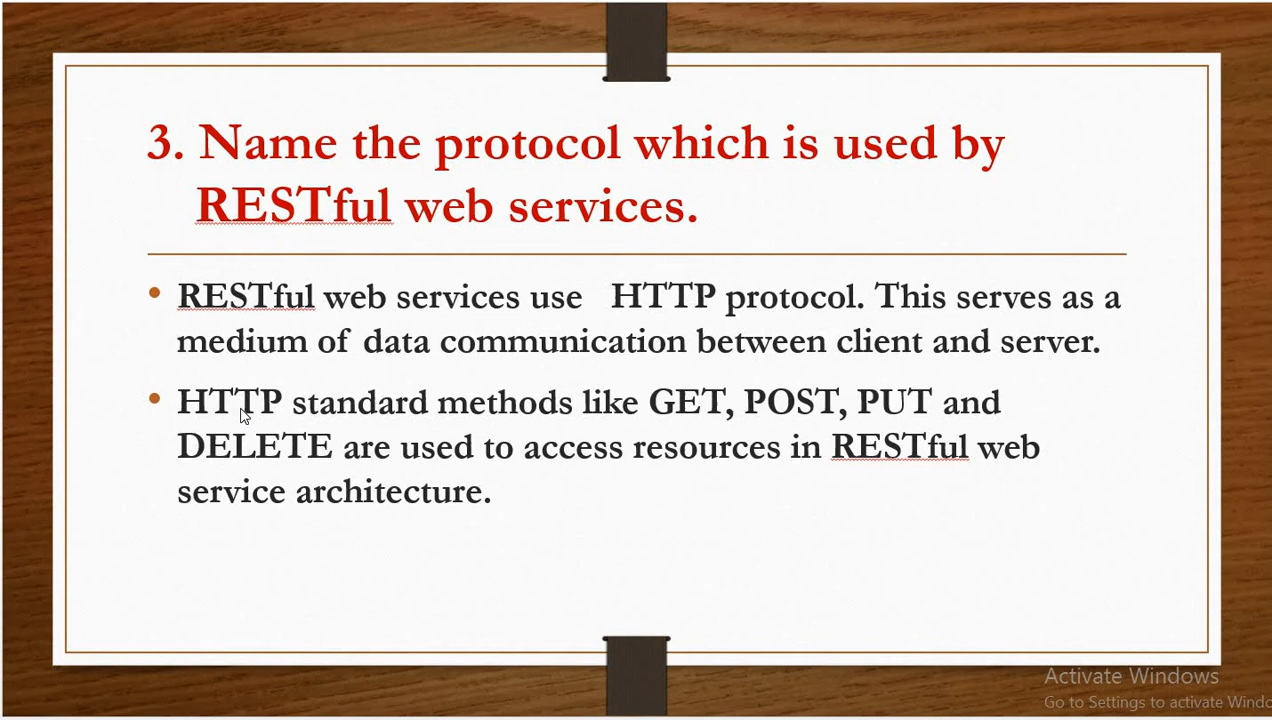 3. Name the protocol which is used by
RESTful web services.
• RESTful web services use HTTP protocol. This serves as a
medium of data communication between client and server.
• HTTP standard methods like GET, POST, PUT and
DELETE are used to access resources in RESTful web
service architecture.
Activate Windows
Go to Settings to activate Windo